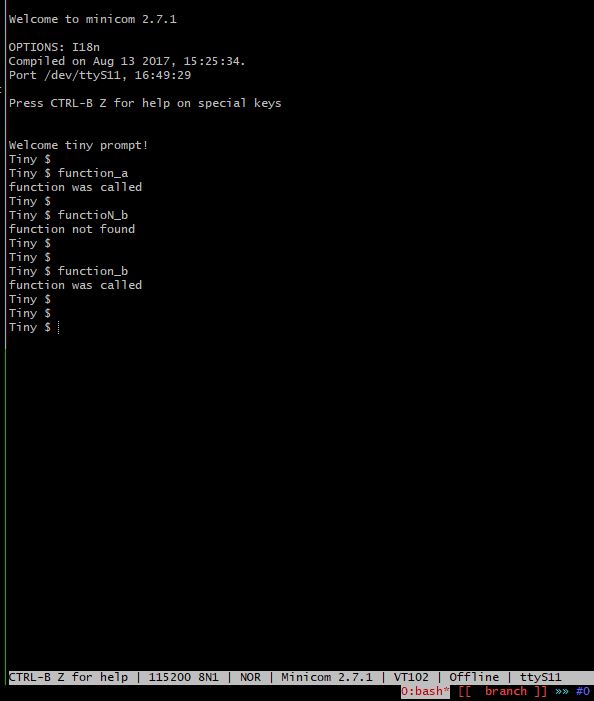 Welcome to minicom 2.7.1
OPTIONS: I18n
Compiled on Aug 13 2017, 15:25:34.
Port /dev/ttyS11, 16:49:29
Press CTRL-B Z for help on special keys
Welcome tiny prompt!
Tiny $
Tiny $ function_a
function was called
Tiny $
Tiny $ functioN_b
function not found
Tiny $
Tiny $
Tiny $ function_b
function was called
Tiny $
Tiny $
Tiny $
CTRL-B Z for help | 115200 8N1 | NOR | Minicom 2.7.1 | VT102 | Offline | ttyS11
0:bash* [[ branch ]] »» #0